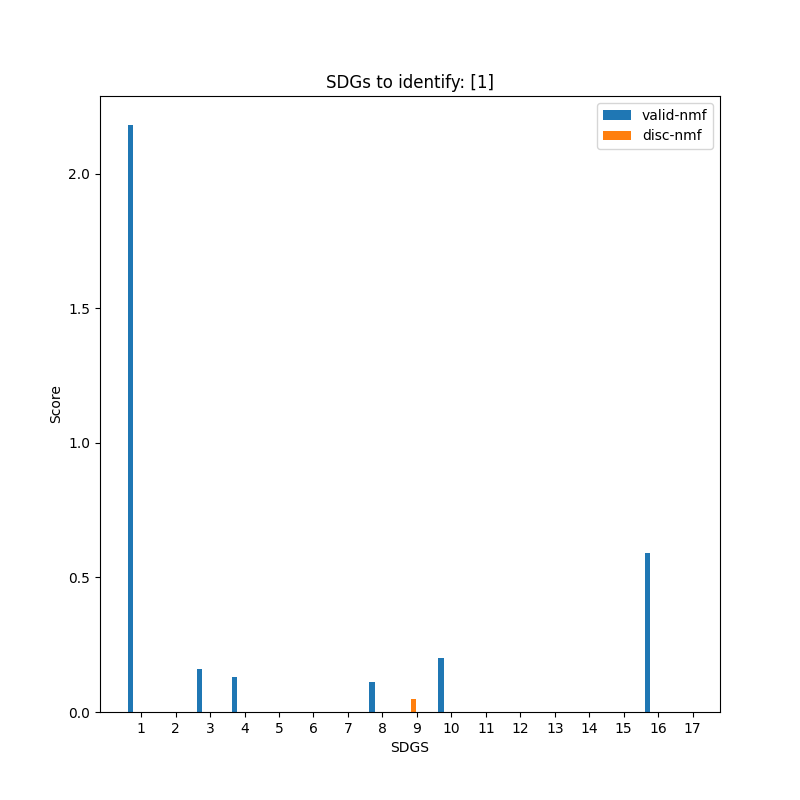 SDGs to identify: [1]
valid-nmf
disc-nmf
2.0
1.5
1.0
0.5
0.0
Score
1 2 3 4 5 6 7 8 9 10 11 12 13 14 15 16 17
SDGS